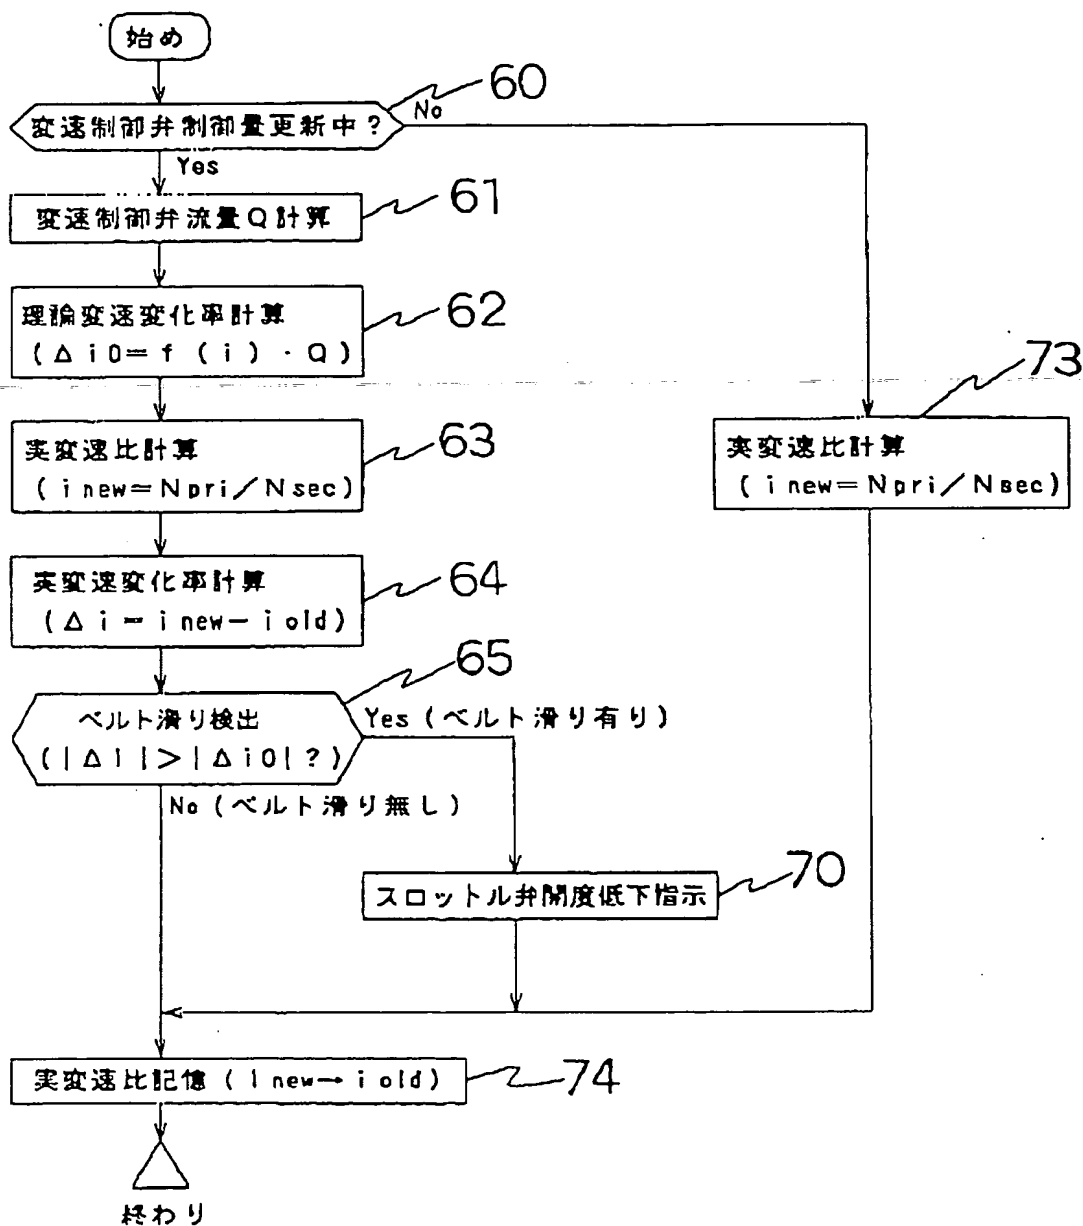 始め
60
変速制御弁制御量更新中?
No
Yes
61
変速制御弁流量Q計算
62
理論変速変化率計算
(Δi0=f(i)・Q)
73
63
実変速比計算
(inew=Npri/Nsec)
実変速比計算
(inew=Npri/Nsec)
64
実変速変化率計算
(Δi=inew-iold)
65
ベルト滑り検出
(|Δi|>|Δi0|?)
Yes(ベルト滑り有り)
No(ベルト滑り無し)
70
スロットル弁開度低下指示
74
実変速比記憶(inew→iold)
終わり